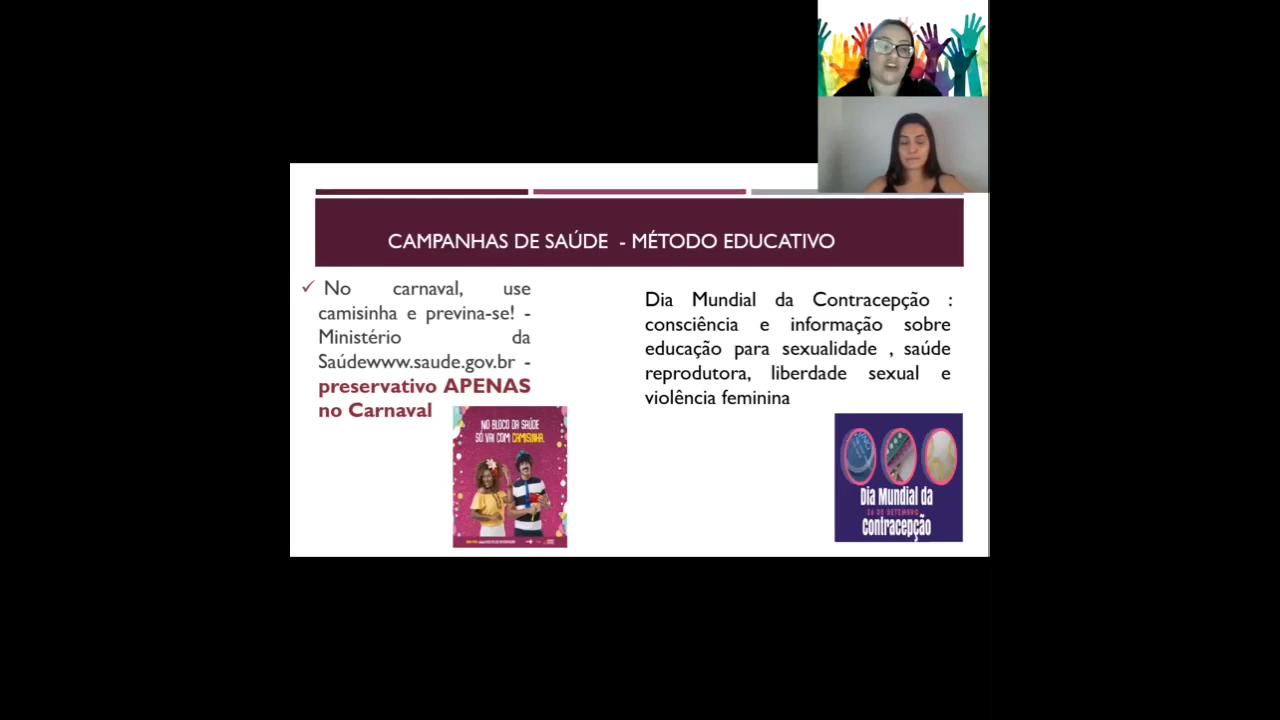 CAMPANHAS DE SAÚDE - MÉTODO EDUCATIVO
No carnaval, use
camisinha e previna-se! -
Ministério da
Saúdewww.saude.gov.br -
preservativo APENAS
no Carnaval
Dia Mundial da Contracepção :
consciência e informação sobre
educação para sexualidade , saúde
reprodutora, liberdade sexual e
violência feminina
NO BLOCO DA SAÚDE
SÓ VAI COM CAMISINHA.
Dia Mundial da
26 DE SETEMBRO
Contracepção